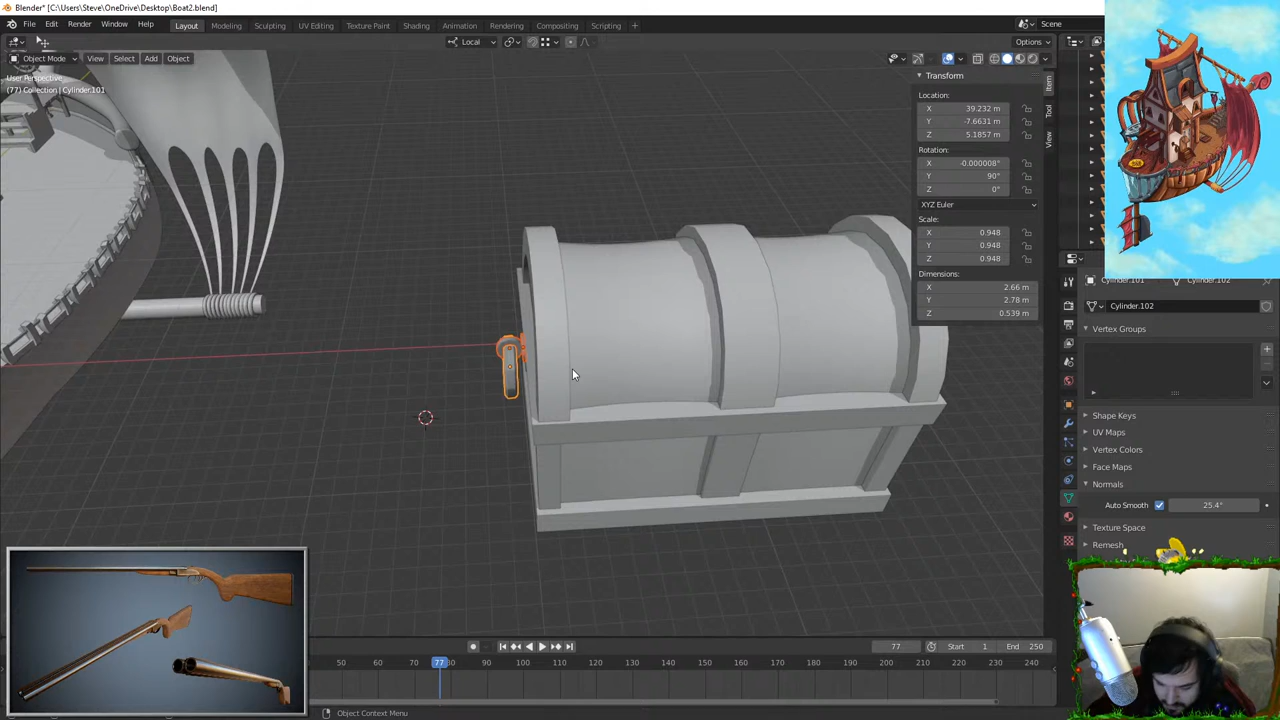 Blender* [C:\Users\Steve\OneDrive\Desktop\Boat2.blend]
File Edit Render Window Help Layout Modeling Sculpting UV Editing Texture Paint Shading Animation Rendering Compositing Scripting + Scene
Local Options
Object Mode View Select Add Object
User Perspective
(77) Collection | Cylinder.101
Transform
Location:
X 39.232 m
Y -7.6631 m
Z 5.1857 m
Rotation:
X -0.000008°
Y 90°
Z 0°
XYZ Euler
Scale:
X 0.948
Y 0.948
Z 0.948
Dimensions:
X 2.66 m
Y 2.78 m
Z 0.539 m
Item
Tool
View
Cylinder.101 Cylinder.102
Cylinder.102
Vertex Groups
Shape Keys
UV Maps
Vertex Colors
Face Maps
Normals
Auto Smooth 25.4°
Texture Space
Remesh
77 Start 1 End 250
50 60 70 77 80 90 100 110 120 130 140 150 160 170 180 190 200 210 220 230 240 250
Object Context Menu